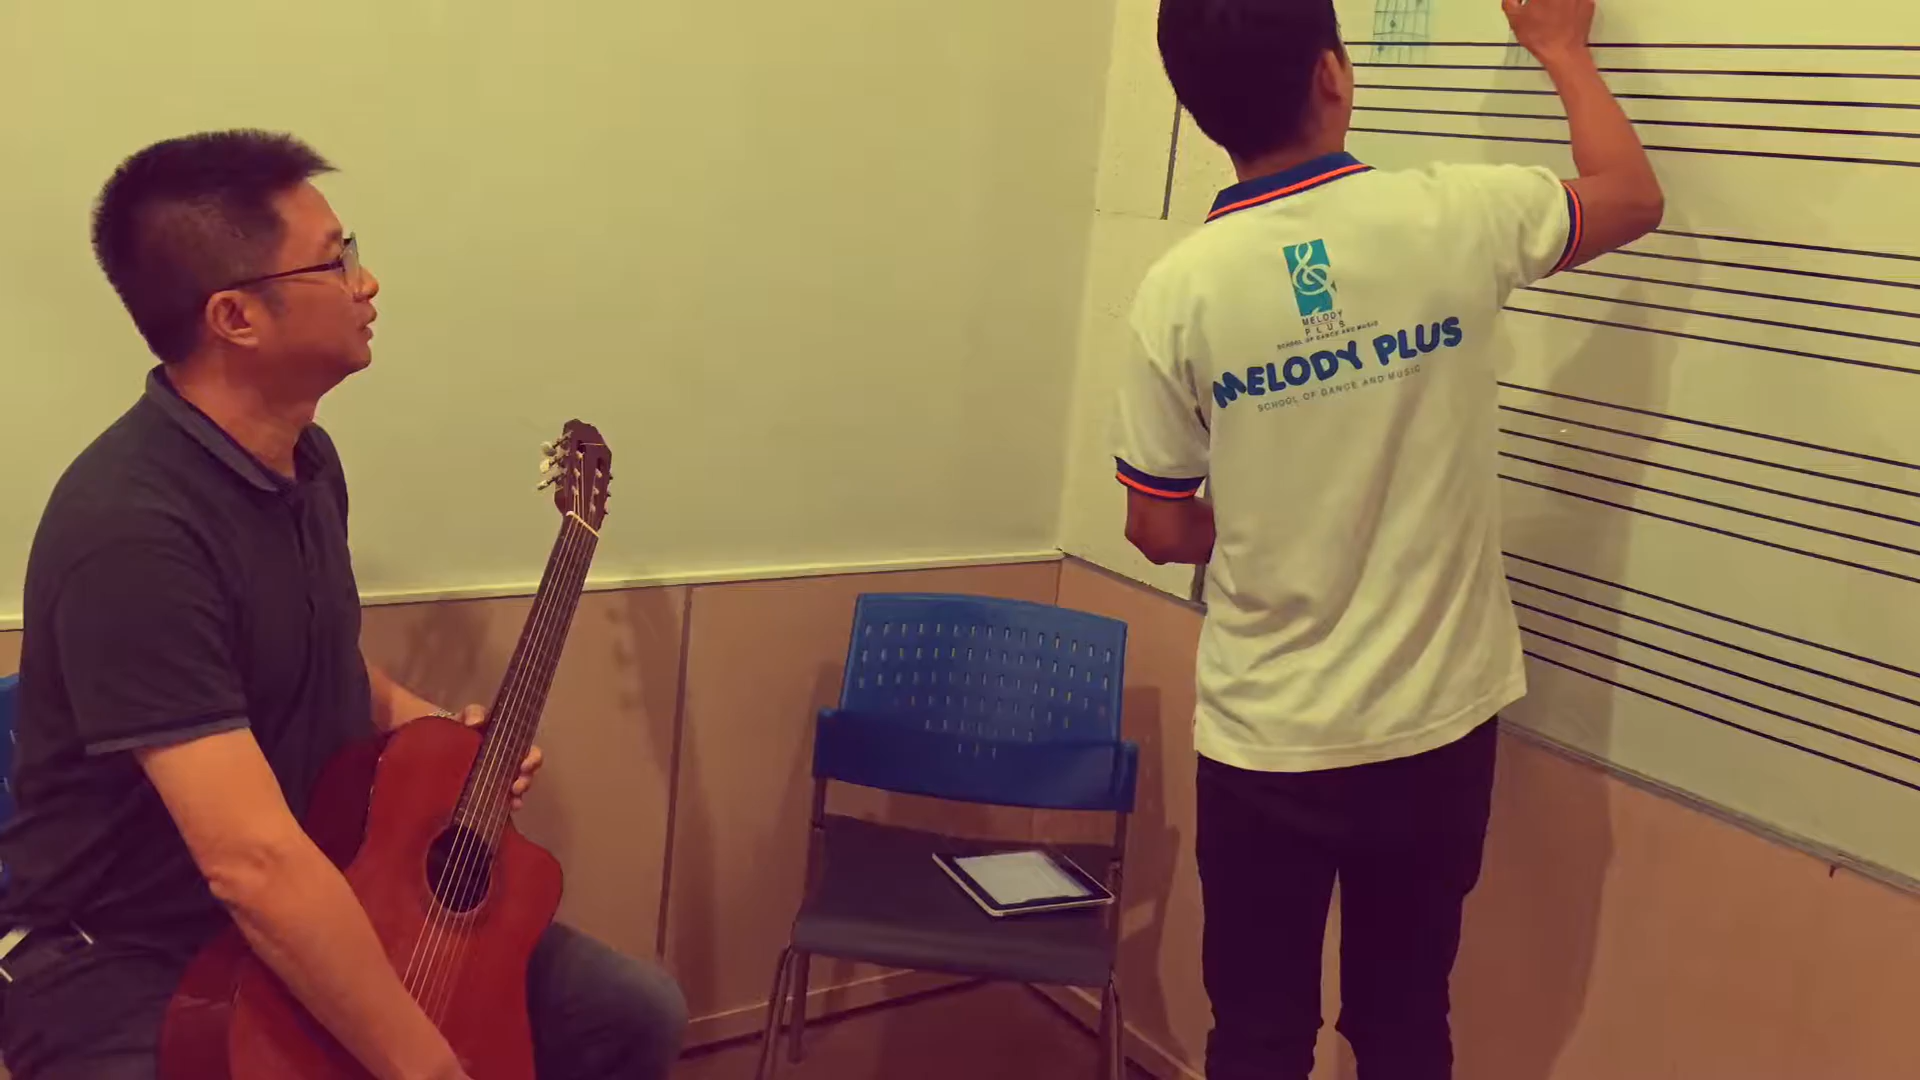 MELODY
PLUS
SCHOOL OF DANCE AND MUSIC
MELODY PLUS
SCHOOL OF DANCE AND MUSIC